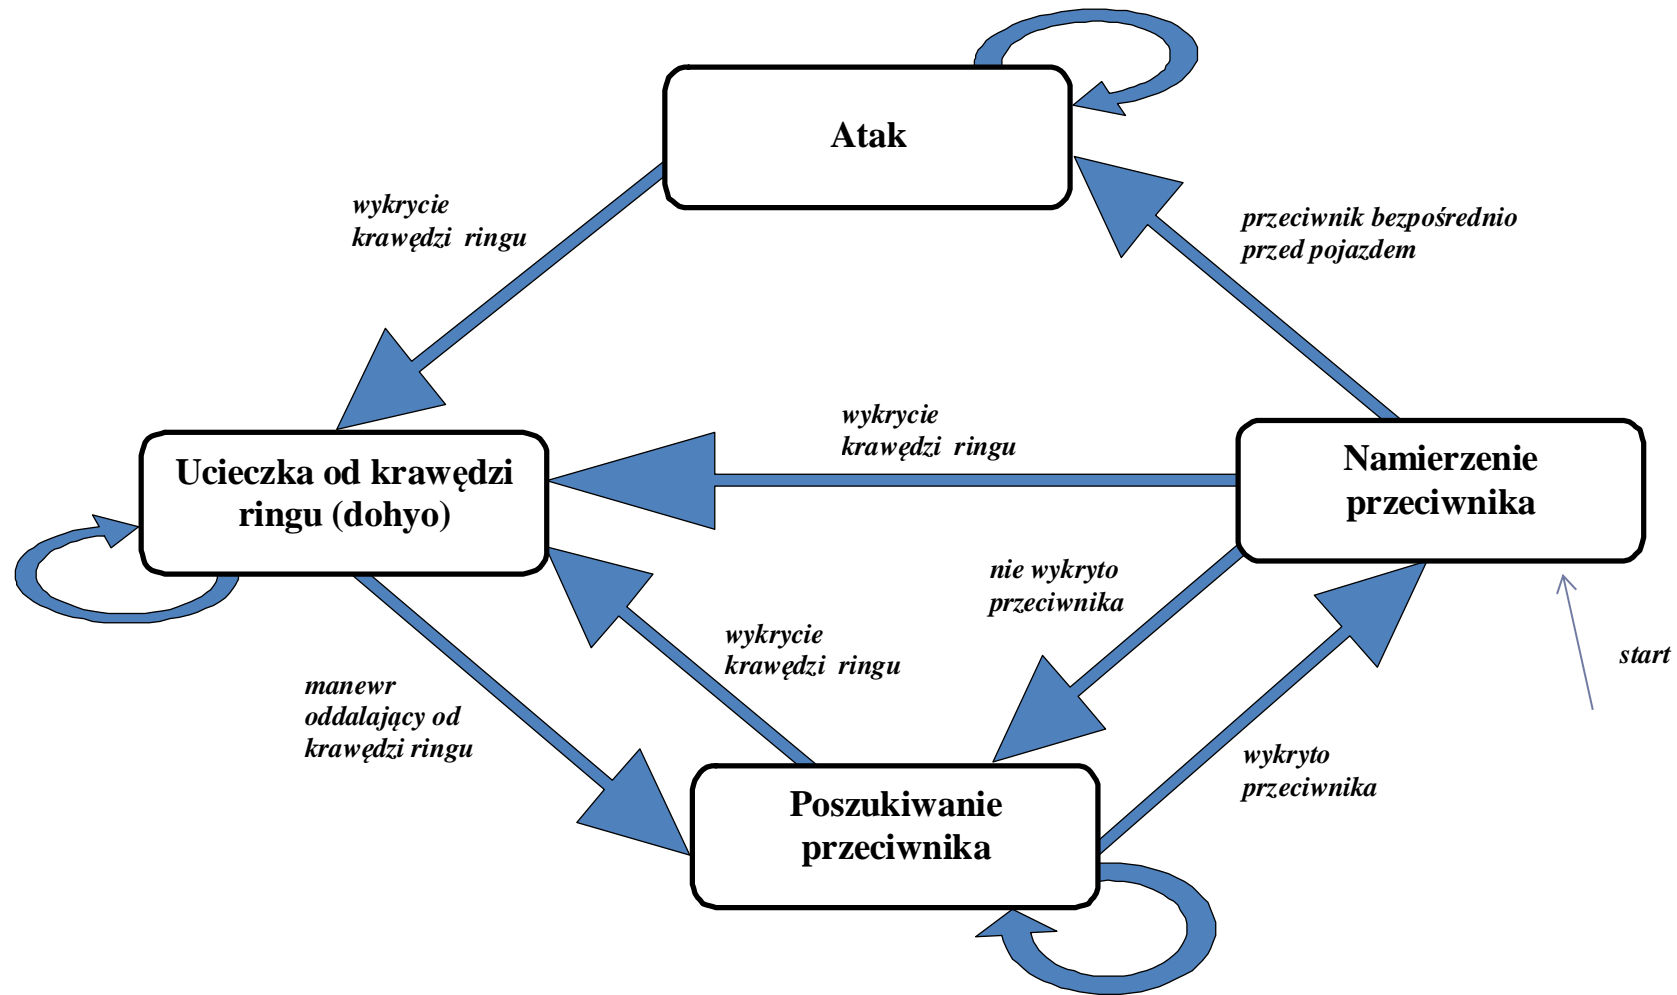 Atak
wykrycie
krawędzi ringu
przeciwnik bezpośrednio
przed pojazdem
wykrycie
krawędzi ringu
Ucieczka od krawędzi
ringu (dohyo)
Namierzenie
przeciwnika
nie wykryto
przeciwnika
wykrycie
krawędzi ringu
start
manewr
oddalający od
krawędzi ringu
wykryto
przeciwnika
Poszukiwanie
przeciwnika